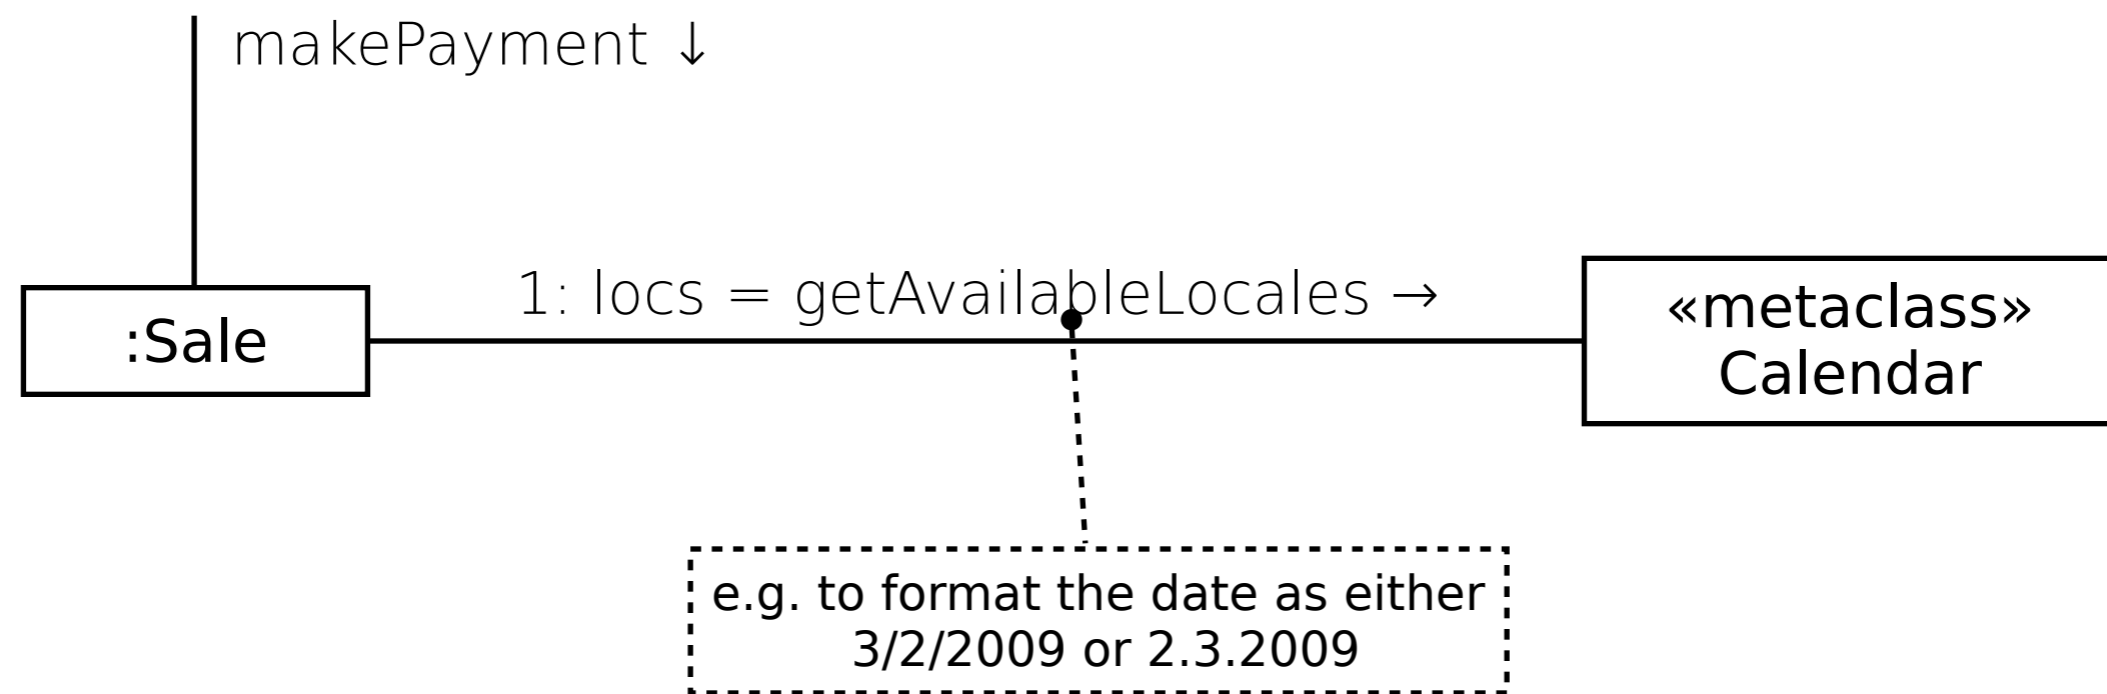 makePayment ↓
1: locs = getAvailableLocales →
:Sale
«metaclass»
Calendar
e.g. to format the date as either
3/2/2009 or 2.3.2009